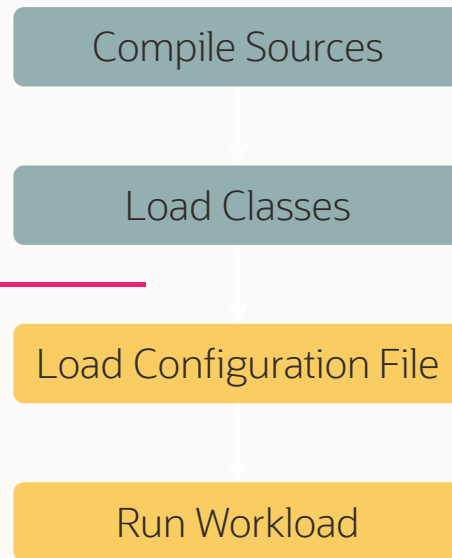 Compile Sources
Load Classes
Load Configuration File
Run Workload